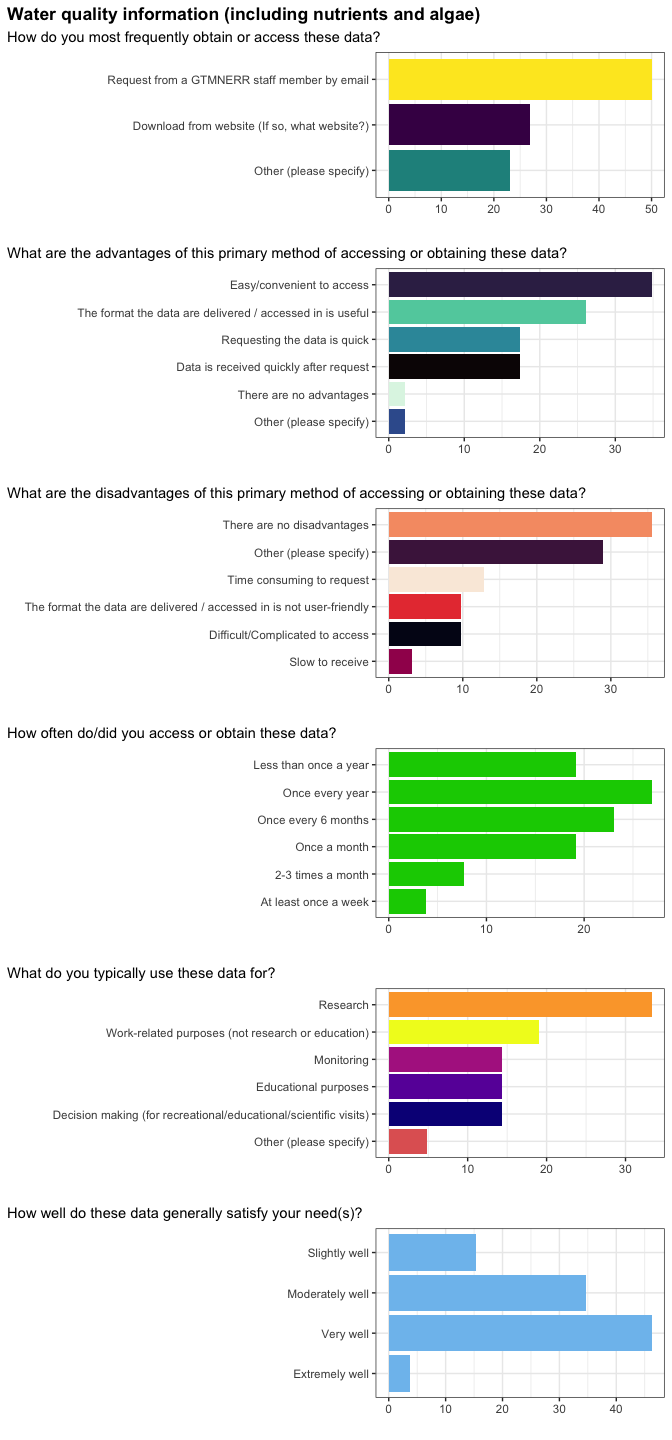 Water quality information (including nutrients and algae)
How do you most frequently obtain or access these data?
Request from a GTMNERR staff member by email
Download from website (If so, what website?)
Other (please specify)
0 10 20 30 40 50
What are the advantages of this primary method of accessing or obtaining these data?
Easy/convenient to access
The format the data are delivered / accessed in is useful
Requesting the data is quick
Data is received quickly after request
There are no advantages
Other (please specify)
0 10 20 30
What are the disadvantages of this primary method of accessing or obtaining these data?
There are no disadvantages
Other (please specify)
Time consuming to request
The format the data are delivered / accessed in is not user-friendly
Difficult/Complicated to access
Slow to receive
0 10 20 30
How often do/did you access or obtain these data?
Less than once a year
Once every year
Once every 6 months
Once a month
2-3 times a month
At least once a week
0 10 20
What do you typically use these data for?
Research
Work-related purposes (not research or education)
Monitoring
Educational purposes
Decision making (for recreational/educational/scientific visits)
Other (please specify)
0 10 20 30
How well do these data generally satisfy your need(s)?
Slightly well
Moderately well
Very well
Extremely well
0 10 20 30 40